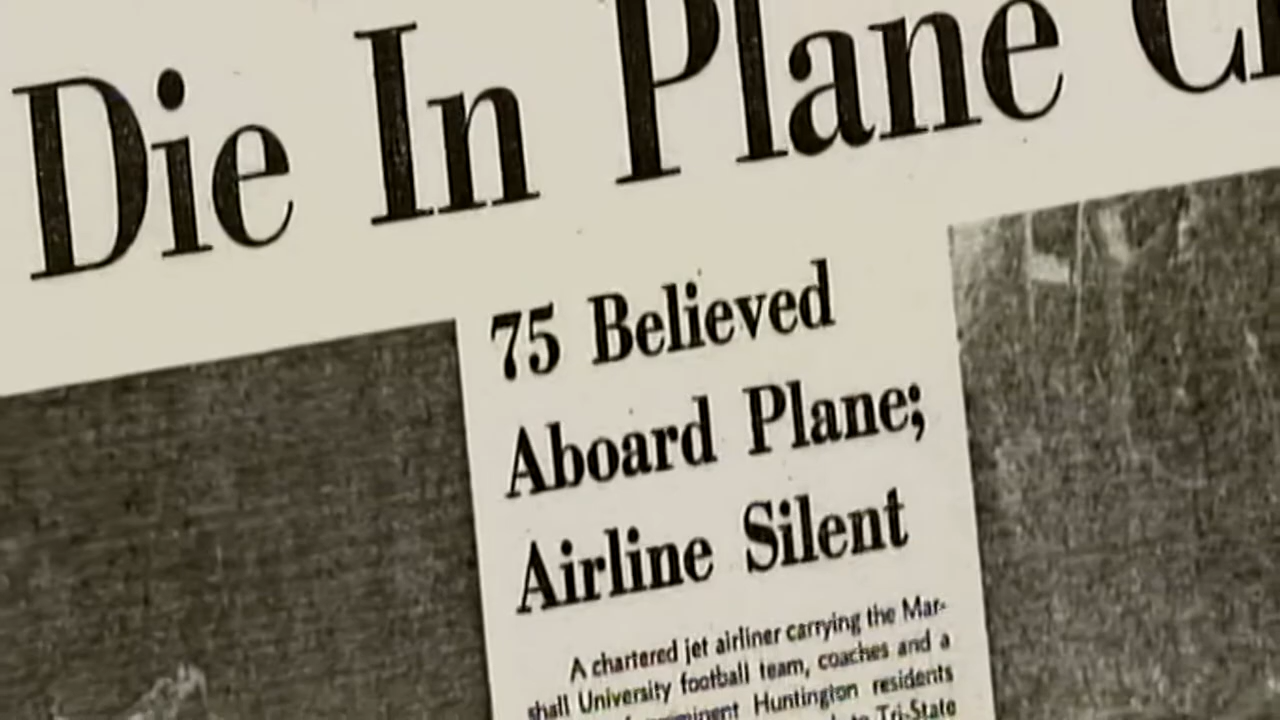 Die In Plane
75 Believed
Aboard Plane;
Airline Silent
A chartered jet airliner carrying the Mar-
shall University football team, coaches and a
Huntington residents
Tri-State